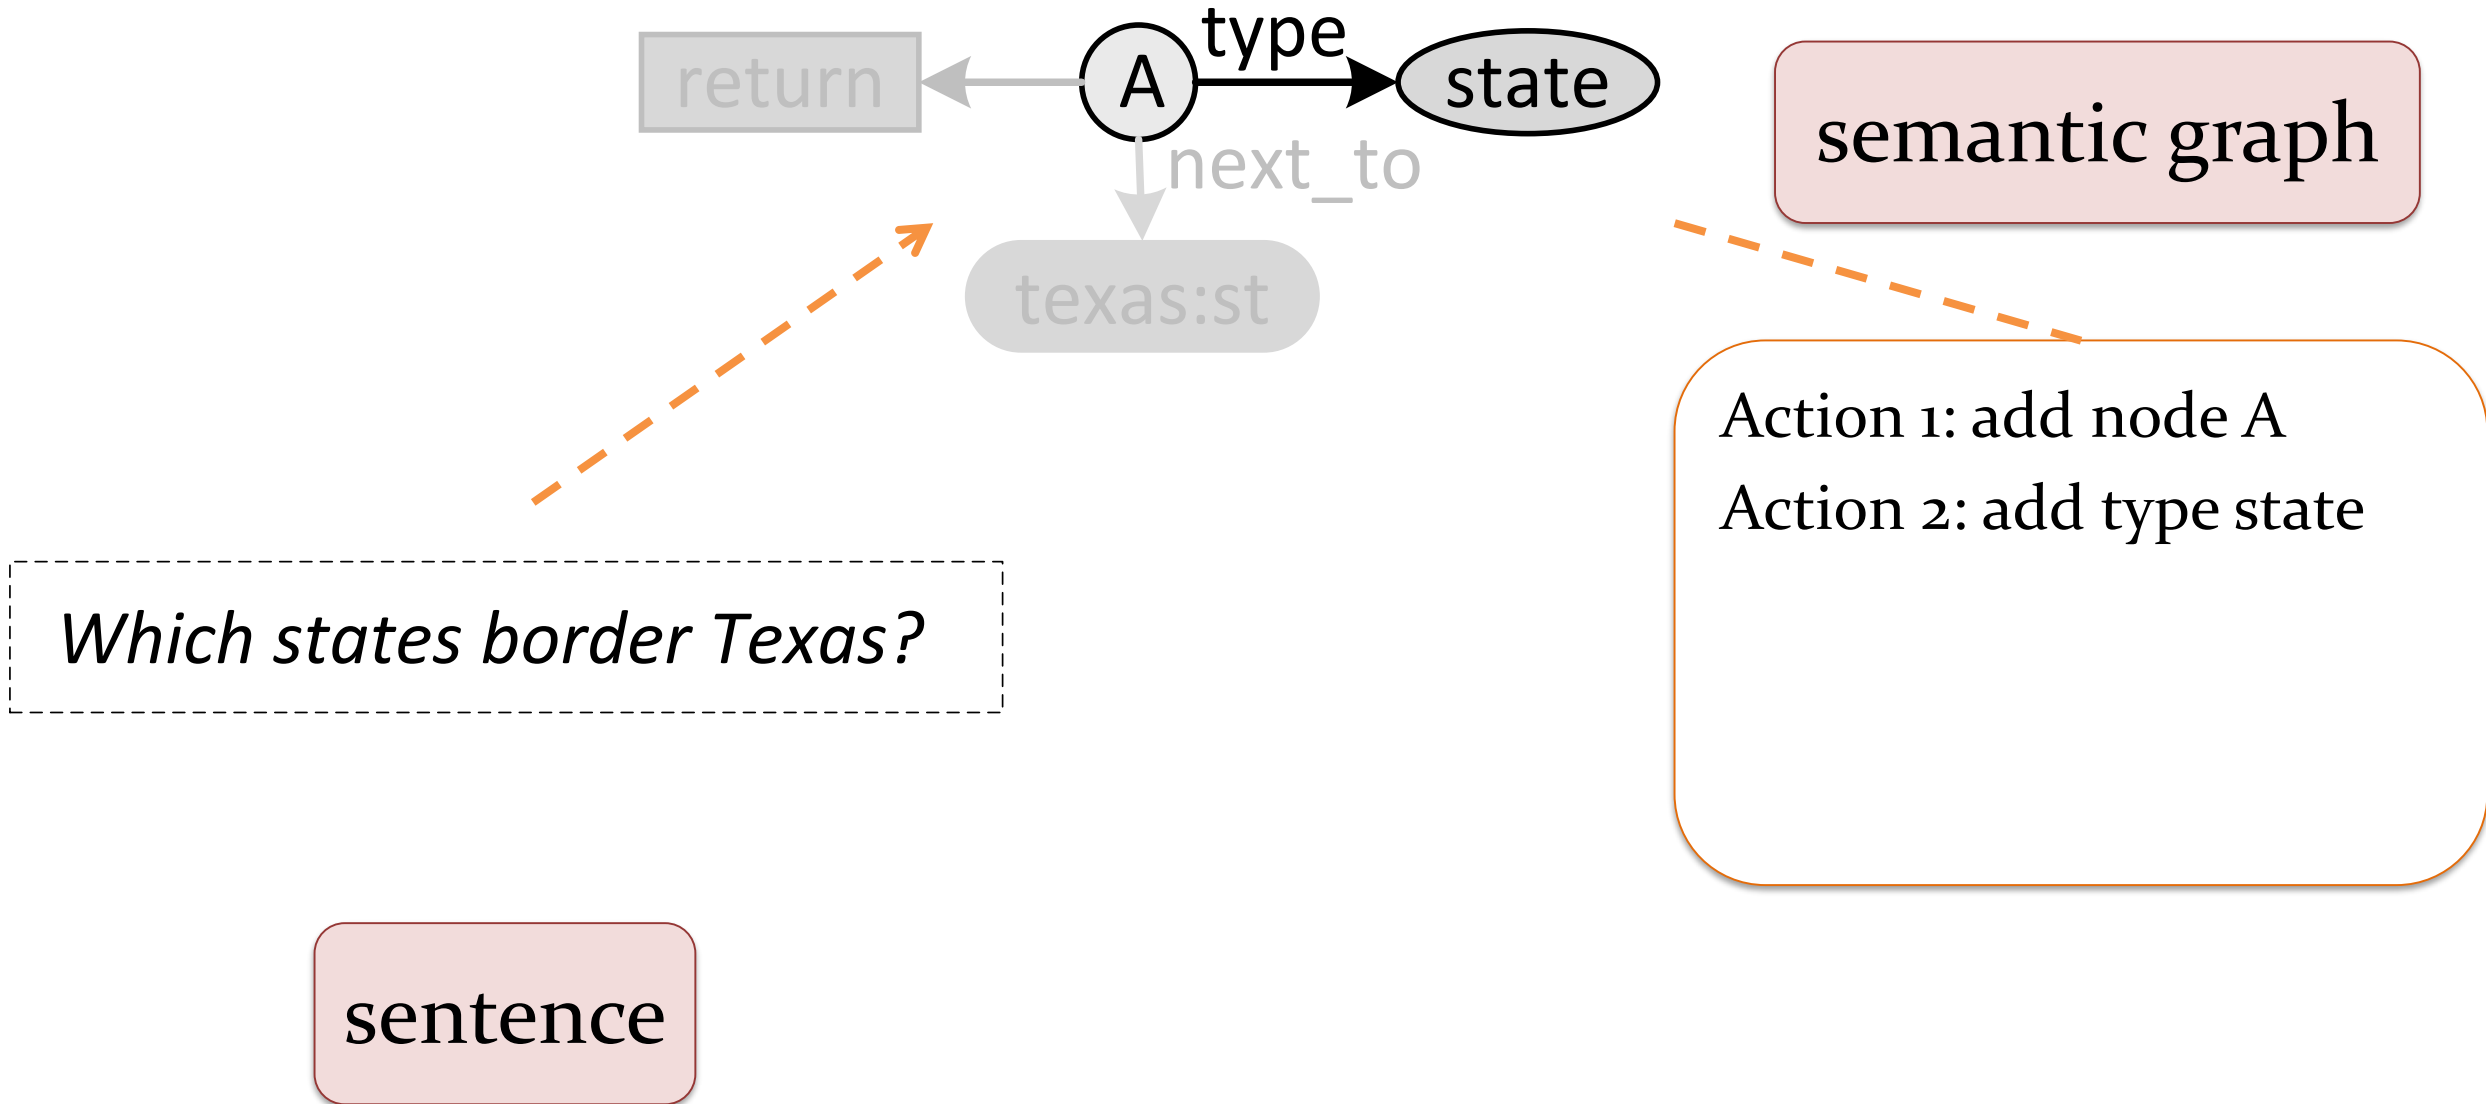 type
return
A
state
semantic graph
next_to
texas:st
Action 1: add node A
Action 2: add type state
Which states border Texas?
sentence